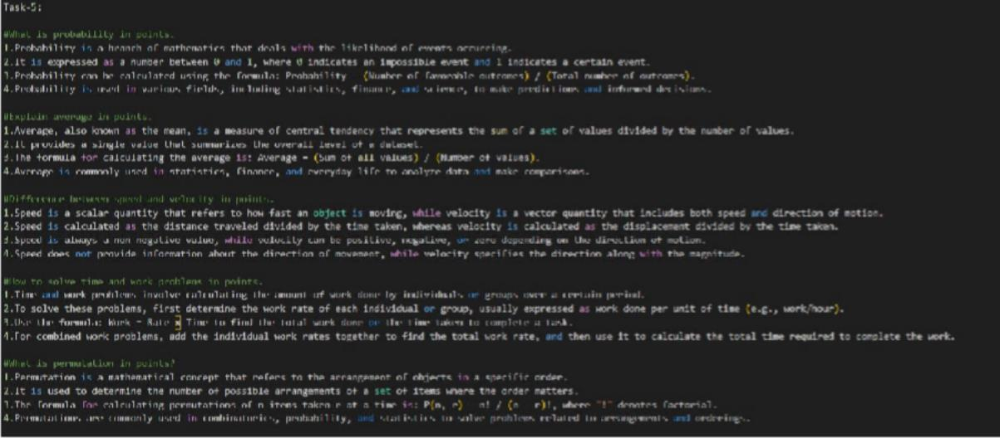 Task-5:
#What is probability in points.
1.Probability is a branch of mathematics that deals with the likelihood of events occurring.
2.It is expressed as a number between 0 and 1, where 0 indicates an impossible event and 1 indicates a certain event.
3.Probability can be calculated using the formula: Probability = (Number of favorable outcomes) / (Total number of outcomes).
4.Probability is used in various fields, including statistics, finance, and science, to make predictions and informed decisions.
#Explain average in points.
1.Average, also known as the mean, is a measure of central tendency that represents the sum of a set of values divided by the number of values.
2.It provides a single value that summarizes the overall level of a dataset.
3.The formula for calculating the average is: Average = (Sum of all values) / (Number of values).
4.Average is commonly used in statistics, finance, and everyday life to analyze data and make comparisons.
#Difference between speed and velocity in points.
1.Speed is a scalar quantity that refers to how fast an object is moving, while velocity is a vector quantity that includes both speed and direction of motion.
2.Speed is calculated as the distance traveled divided by the time taken, whereas velocity is calculated as the displacement divided by the time taken.
3.Speed is always a non negative value, while velocity can be positive, negative, or zero depending on the direction of motion.
4.Speed does not provide information about the direction of movement, while velocity specifies the direction along with the magnitude.
#How to solve time and work problems in points.
1.Time and work problems involve calculating the amount of work done by individuals or groups over a certain period.
2.To solve these problems, first determine the work rate of each individual or group, usually expressed as work done per unit of time (e.g., work/hour).
3.Use the formula: Work = Rate x Time to find the total work done or the time taken to complete a task.
4.For combined work problems, add the individual work rates together to find the total work rate, and then use it to calculate the total time required to complete the work.
#What is permutation in points?
1.Permutation is a mathematical concept that refers to the arrangement of objects in a specific order.
2.It is used to determine the number of possible arrangements of a set of items where the order matters.
3.The formula for calculating permutations of n items taken r at a time is: P(n, r) = n! / (n - r)!, where "!" denotes factorial.
4.Permutations are commonly used in combinatorics, probability, and statistics to solve problems related to arrangements and orderings.